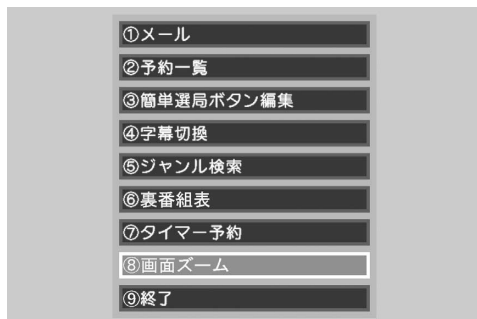 ①メール
②予約一覧
③簡単選局ボタン編集
④字幕切換
⑤ジャンル検索
⑥裏番組表
⑦タイマー予約
⑧画面ズーム
⑨終了